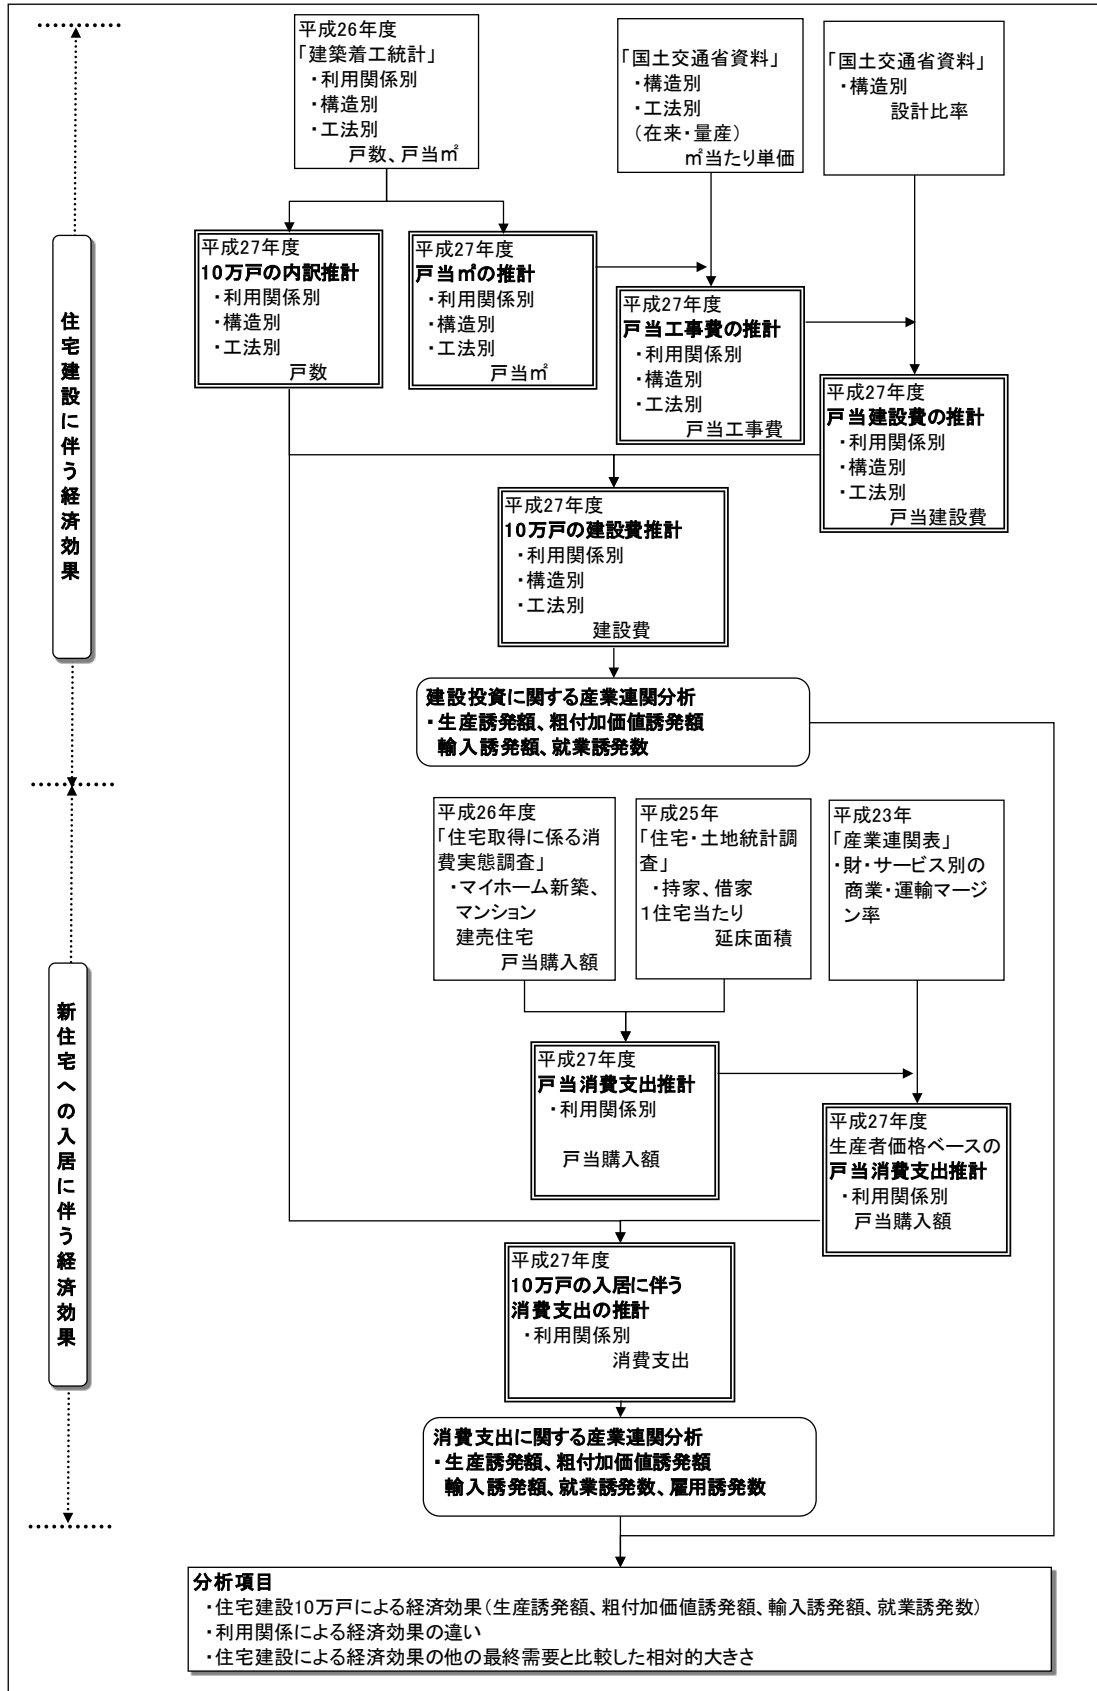 平成26年度
「建築着工統計」
・利用関係別
・構造別
・工法別
戸数、戸当㎡
「国土交通省資料」
・構造別
・工法別
(在来・量産)
㎡当たり単価
「国土交通省資料」
・構造別
設計比率
住宅建設に伴う経済効果
平成27年度
10万戸の内訳推計
・利用関係別
・構造別
・工法別
戸数
平成27年度
戸当㎡の推計
・利用関係別
・構造別
・工法別
戸当㎡
平成27年度
戸当工事費の推計
・利用関係別
・構造別
・工法別
戸当工事費
平成27年度
戸当建設費の推計
・利用関係別
・構造別
・工法別
戸当建設費
平成27年度
10万戸の建設費推計
・利用関係別
・構造別
・工法別
建設費
建設投資に関する産業連関分析
・生産誘発額、粗付加価値誘発額
輸入誘発額、就業誘発数
新住宅への入居に伴う経済効果
平成26年度
「住宅取得に係る消
費実態調査」
・マイホーム新築、
マンション
建売住宅
戸当購入額
平成25年
「住宅・土地統計調
査」
・持家、借家
1住宅当たり
延床面積
平成23年
「産業連関表」
・財・サービス別の
商業・運輸マージ
ン率
平成27年度
戸当消費支出推計
・利用関係別
戸当購入額
平成27年度
生産者価格ベースの
戸当消費支出推計
・利用関係別
戸当購入額
平成27年度
10万戸の入居に伴う
消費支出の推計
・利用関係別
消費支出
消費支出に関する産業連関分析
・生産誘発額、粗付加価値誘発額
輸入誘発額、就業誘発数、雇用誘発数
分析項目
・住宅建設10万戸による経済効果(生産誘発額、粗付加価値誘発額、輸入誘発額、就業誘発数)
・利用関係による経済効果の違い
・住宅建設による経済効果の他の最終需要と比較した相対的大きさ